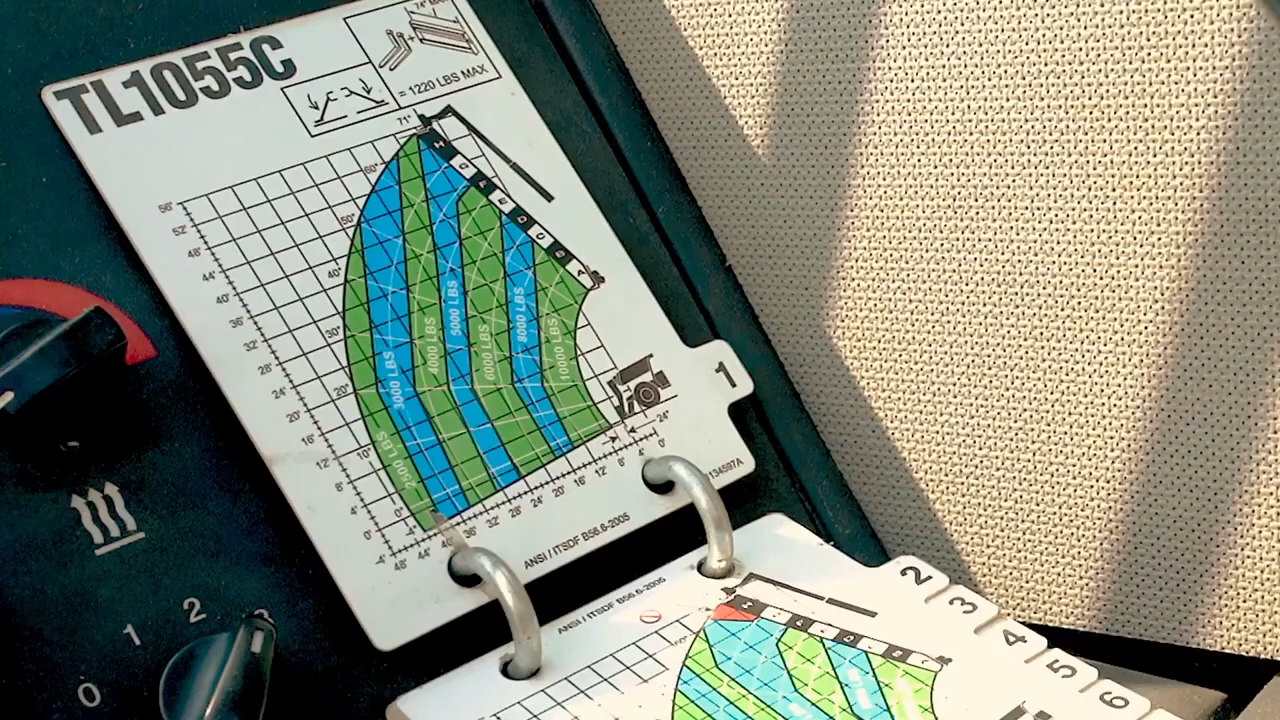 TL1055C
= 1220 LBS MAX
71°
60°
50°
40°
30°
20°
10°
56'
52'
48'
44'
40'
36'
32'
28'
24'
20'
16'
12'
8'
4'
0'
-4'
48'
44'
40'
36'
32'
28'
24'
20'
16'
12'
8'
4'
0'
24"
2500 LBS
3000 LBS
4000 LBS
5000 LBS
6000 LBS
8000 LBS
10000 LBS
H
G
F
E
D
C
B
A
1
134597A
ANSI / ITSDF B56.6-2005
ANSI / ITSDF B56.6-2005
2
3
4
5
6
0
1
2
3